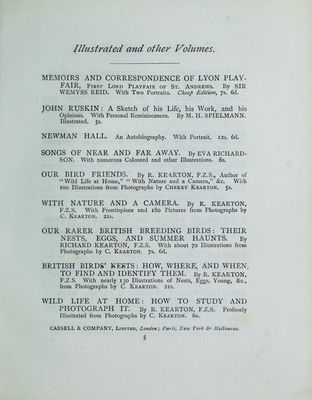 Illustrated and other Volumes.
MEMOIRS AND CORRESPONDENCE OF LYON PLAY-
FAIR, FIRST LORD PLAYFAIR OF ST. ANDREWS. By SIR
WEMYSS REID. With Two Portraits. Cheap Edition, 7s. 6d.
JOHN RUSKIN: A Sketch of his Life, his Work, and his
Opinions. With Personal Reminiscences. By M. H. SPIELMANN.
Illustrated. 5s.
NEWMAN HALL. An Autobiography. With Portrait. 12s. 6d.
SONGS OF NEAR AND FAR AWAY. By EVA RICHARD-
SON. With numerous Coloured and other Illustrations. 6s.
OUR BIRD FRIENDS. By R. KEARTON, F.Z.S., Author of
"Wild Life at Home," "With Nature and a Camera," &c. With
100 Illustrations from Photographs by CHERRY KEARTON. 5s.
WITH NATURE AND A CAMERA. By R. KEARTON,
F.Z.S. With Frontispiece and 180 Pictures from Photographs by
C. KEARTON. 21s.
OUR RARER BRITISH BREEDING BIRDS: THEIR
NESTS, EGGS, AND SUMMER HAUNTS. By
RICHARD KEARTON, F.Z.S. With about 70 Illustrations from
Photographs by C. KEARTON. 7s. 6d.
BRITISH BIRDS' NESTS: HOW, WHERE, AND WHEN
TO FIND AND IDENTIFY THEM. By R. KEARTON,
F.Z.S. With nearly 130 Illustrations of Nests, Eggs, Young, &c.,
from Photographs by C. KEARTON. 21s.
WILD LIFE AT HOME: HOW TO STUDY AND
PHOTOGRAPH IT. By R. KEARTON, F.Z.S. Profusely
Illustrated from Photographs by C. KEARTON. 6s.
CASSELL & COMPANY, LIMITED, London; Paris, New York & Melbourne.
5